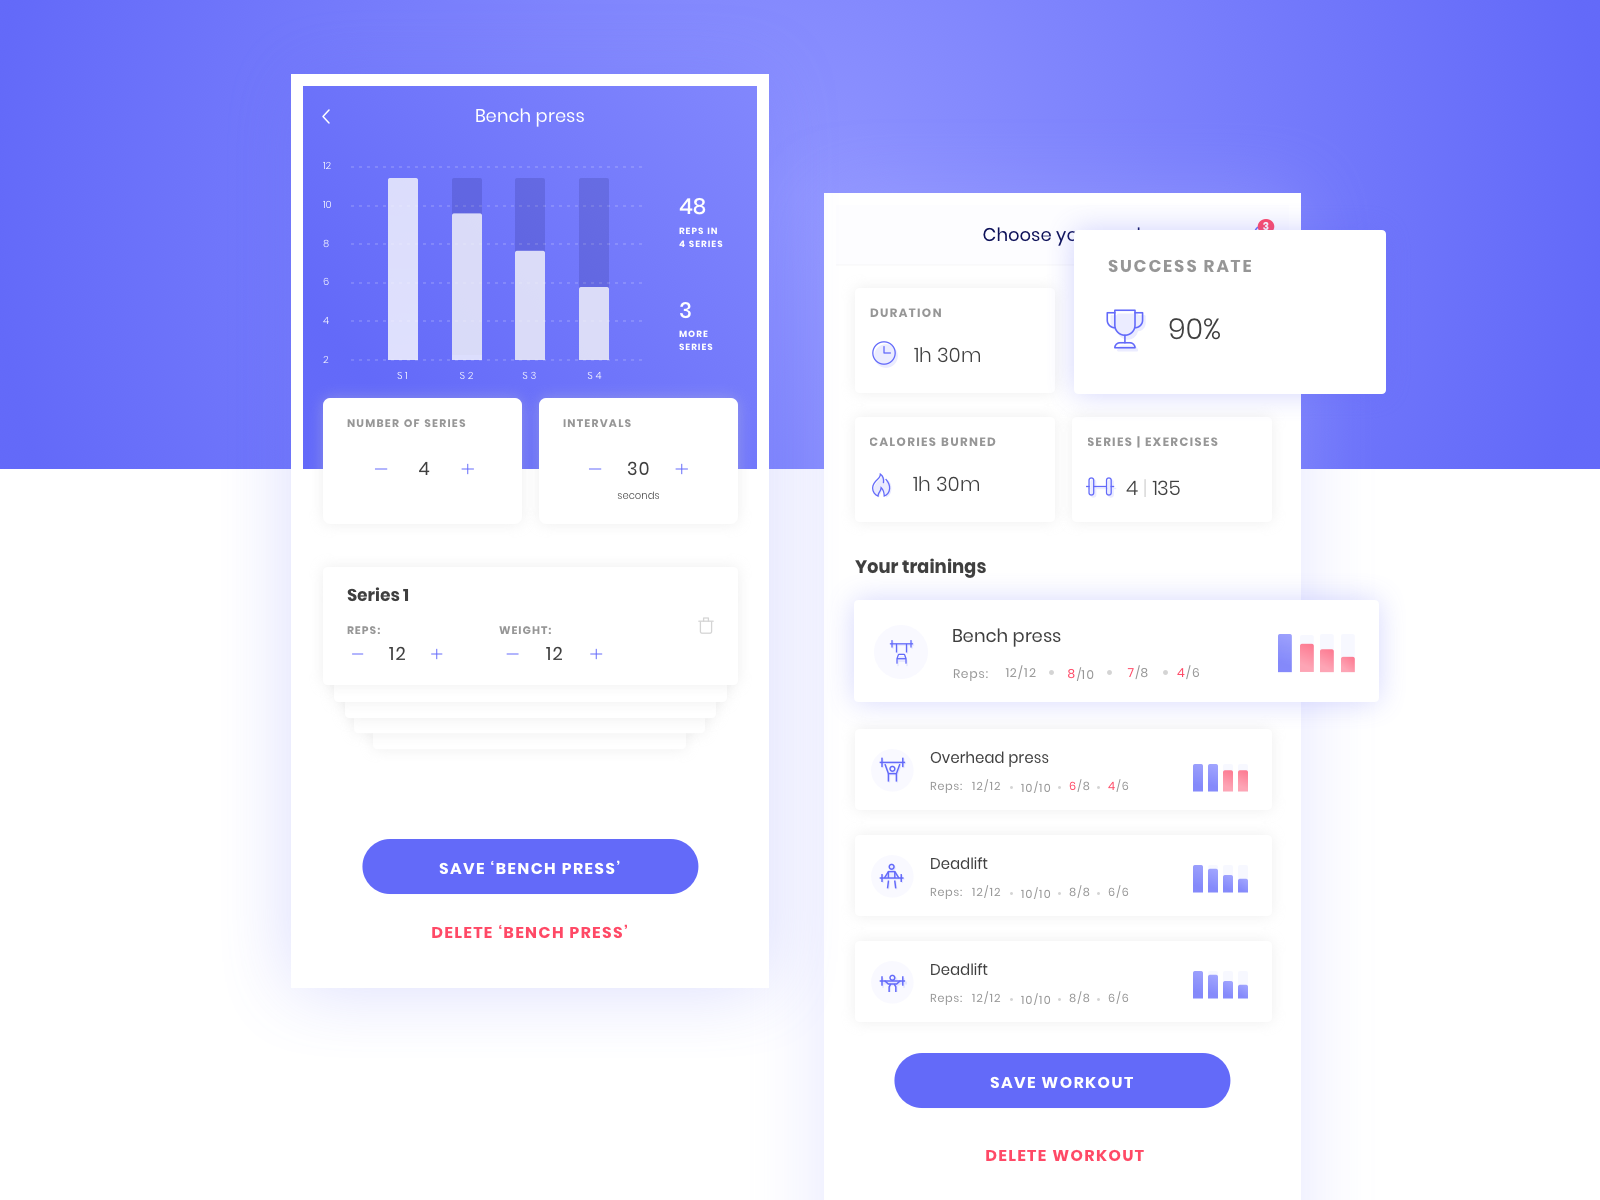 Bench press
12
10
8
6
4
2
S 1
S 2
S 3
S 4
48
REPS IN
4 SERIES
3
MORE
SERIES
NUMBER OF SERIES
− 4 +
INTERVALS
− 30 +
seconds
Series 1
REPS:
− 12 +
WEIGHT:
− 12 +
SAVE ‘BENCH PRESS’
DELETE ‘BENCH PRESS’
Choose yo
3
DURATION
1h 30m
SUCCESS RATE
90%
CALORIES BURNED
1h 30m
SERIES | EXERCISES
4 | 135
Your trainings
Bench press
Reps: 12/12 • 8/10 • 7/8 • 4/6
Overhead press
Reps: 12/12 • 10/10 • 6/8 • 4/6
Deadlift
Reps: 12/12 • 10/10 • 8/8 • 6/6
Deadlift
Reps: 12/12 • 10/10 • 8/8 • 6/6
SAVE WORKOUT
DELETE WORKOUT